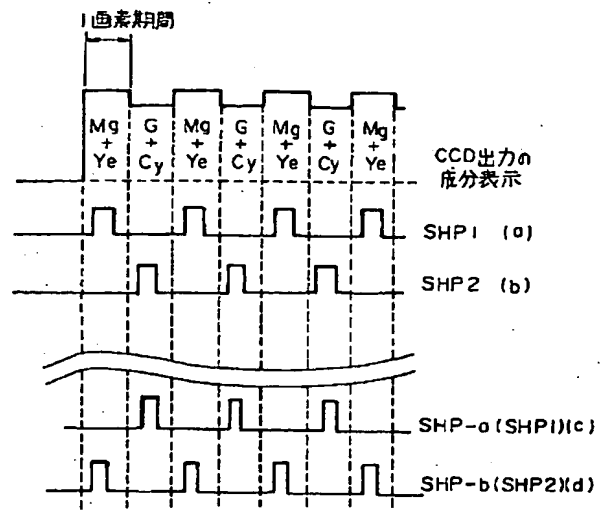 1画素期間
Mg + Ye
G + Cy
Mg + Ye
G + Cy
Mg + Ye
G + Cy
Mg + Ye
CCD出力の
成分表示
SHP1 (a)
SHP2 (b)
SHP-a(SHP1)(c)
SHP-b(SHP2)(d)